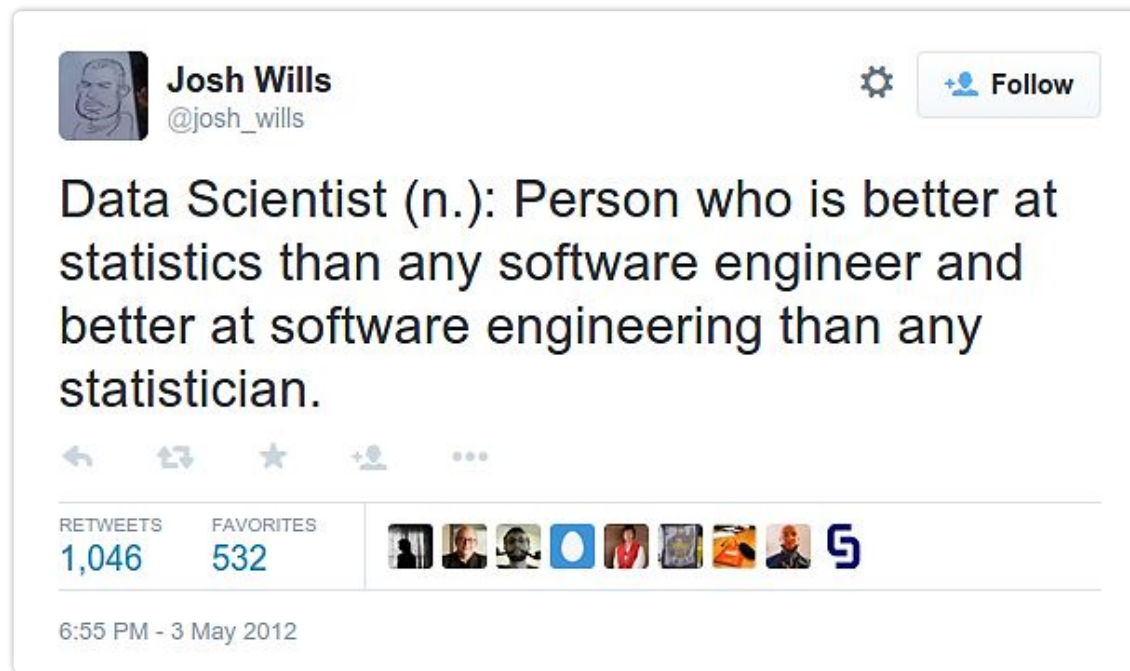 Josh Wills
@josh_wills
Follow
Data Scientist (n.): Person who is better at
statistics than any software engineer and
better at software engineering than any
statistician.
RETWEETS FAVORITES
1,046 532
6:55 PM - 3 May 2012